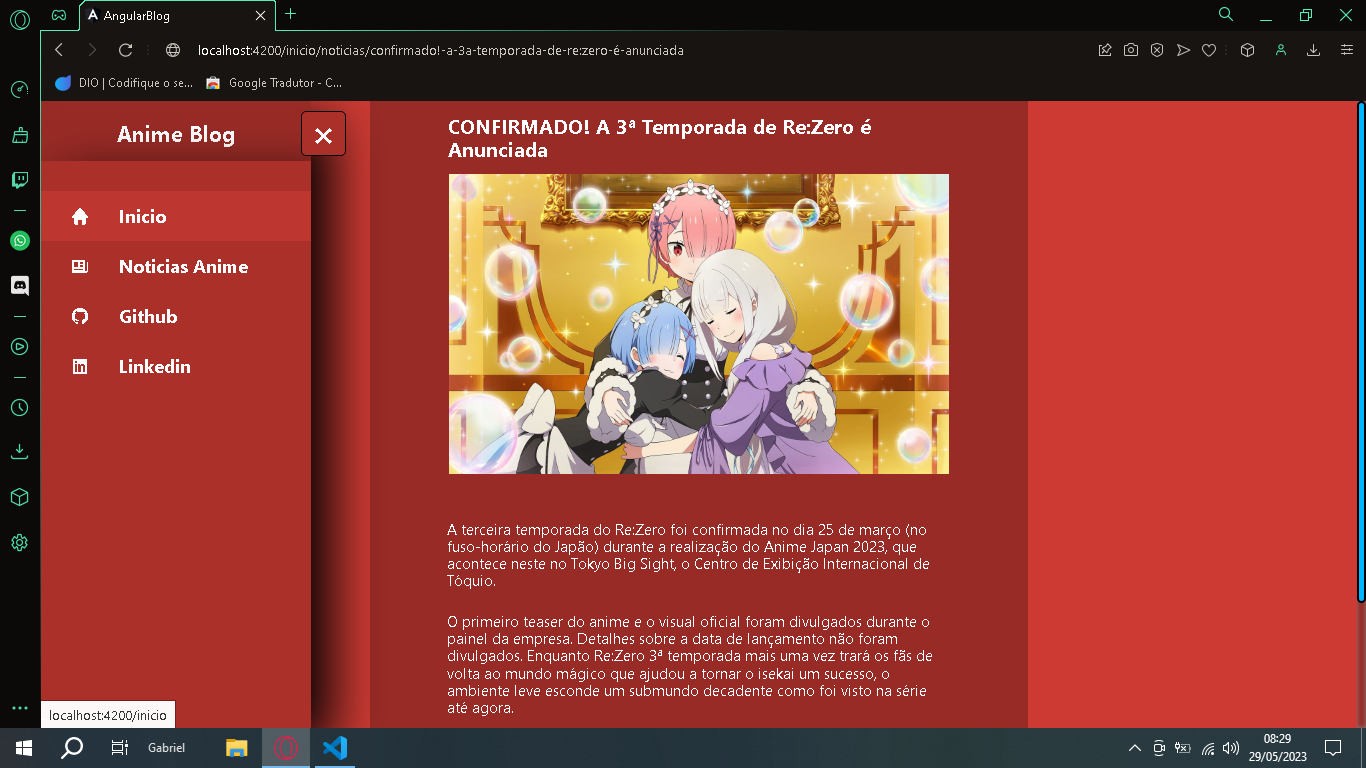 AngularBlog
localhost:4200/inicio/noticias/confirmado!-a-3a-temporada-de-re:zero-é-anunciada
DIO | Codifique o se...
Google Tradutor - C...
Anime Blog
Inicio
Noticias Anime
Github
Linkedin
CONFIRMADO! A 3ª Temporada de Re:Zero é
Anunciada
A terceira temporada do Re:Zero foi confirmada no dia 25 de março (no
fuso-horário do Japão) durante a realização do Anime Japan 2023, que
acontece neste no Tokyo Big Sight, o Centro de Exibição Internacional de
Tóquio.
O primeiro teaser do anime e o visual oficial foram divulgados durante o
painel da empresa. Detalhes sobre a data de lançamento não foram
divulgados. Enquanto Re:Zero 3ª temporada mais uma vez trará os fãs de
volta ao mundo mágico que ajudou a tornar o isekai um sucesso, o
ambiente leve esconde um submundo decadente como foi visto na série
até agora.
localhost:4200/inicio
Gabriel
08:29
29/05/2023